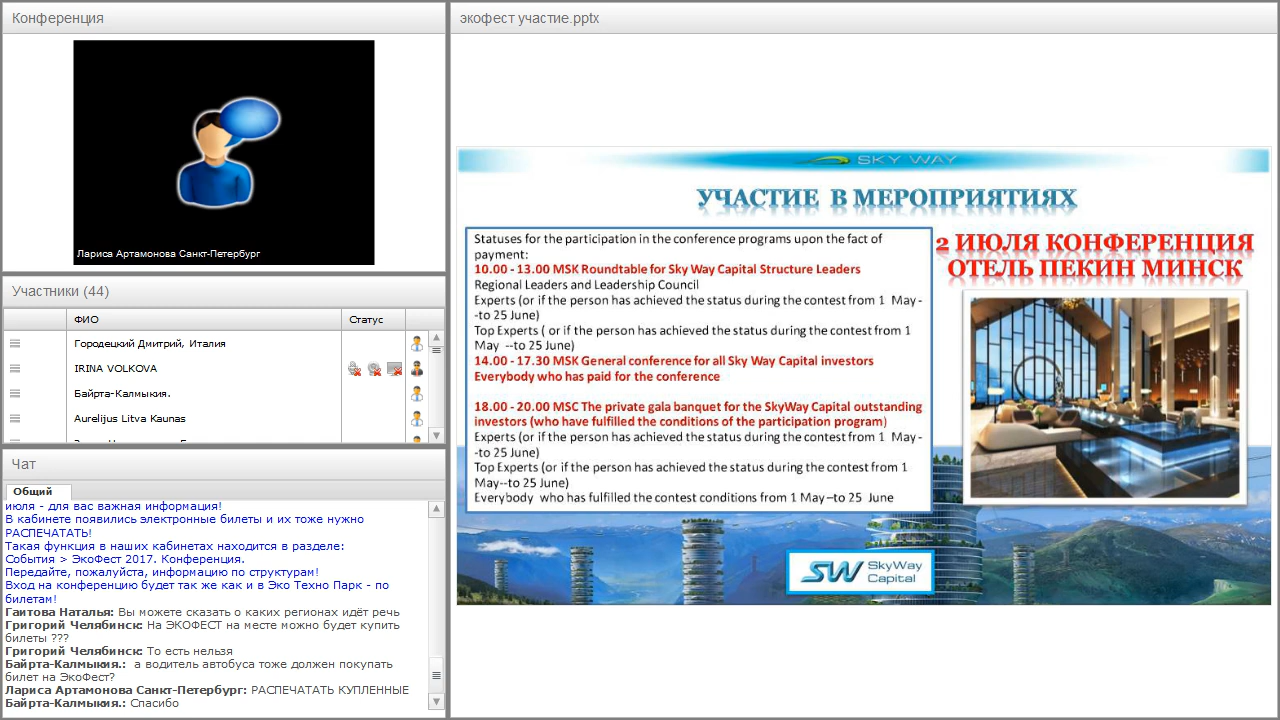 Конференция
Лариса Артамонова Санкт-Петербург
Участники (44)
ФИО
Статус
Городецкий Дмитрий, Италия
IRINA VOLKOVA
Байрта-Калмыкия.
Aurelijus Litva Kaunas
Чат
Общий
июля - для вас важная информация!
В кабинете появились электронные билеты и их тоже нужно
РАСПЕЧАТАТЬ!
Такая функция в наших кабинетах находится в разделе:
События > ЭкоФест 2017. Конференция.
Передайте, пожалуйста, информацию по структурам!
Вход на конференцию будет так же как и в Эко Техно Парк - по
билетам!
Гаитова Наталья: Вы можете сказать о каких регионах идёт речь
Григорий Челябинск: На ЭКОФЕСТ на месте можно будет купить
билеты ???
Григорий Челябинск: То есть нельзя
Байрта-Калмыкия.: а водитель автобуса тоже должен покупать
билет на ЭкоФест?
Лариса Артамонова Санкт-Петербург: РАСПЕЧАТАТЬ КУПЛЕННЫЕ
Байрта-Калмыкия.: Спасибо
экофест участие.pptx
SKY WAY
УЧАСТИЕ В МЕРОПРИЯТИЯХ
Statuses for the participation in the conference programs upon the fact of
payment:
10.00 - 13.00 MSK Roundtable for Sky Way Capital Structure Leaders
Regional Leaders and Leadership Council
Experts (or if the person has achieved the status during the contest from 1 May -
-to 25 June)
Top Experts ( or if the person has achieved the status during the contest from 1
May --to 25 June)
14.00 - 17.30 MSK General conference for all Sky Way Capital investors
Everybody who has paid for the conference
18.00 - 20.00 MSC The private gala banquet for the SkyWay Capital outstanding
investors (who have fulfilled the conditions of the participation program)
Experts (or if the person has achieved the status during the contest from 1 May -
-to 25 June)
Top Experts (or if the person has achieved the status during the contest from 1
May--to 25 June)
Everybody who has fulfilled the contest conditions from 1 May –to 25 June
2 ИЮЛЯ КОНФЕРЕНЦИЯ
ОТЕЛЬ ПЕКИН МИНСК
SW SkyWay
Capital